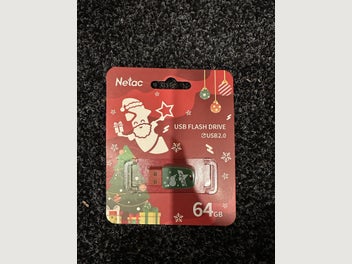 Netac
USB FLASH DRIVE
USB2.0
64GB